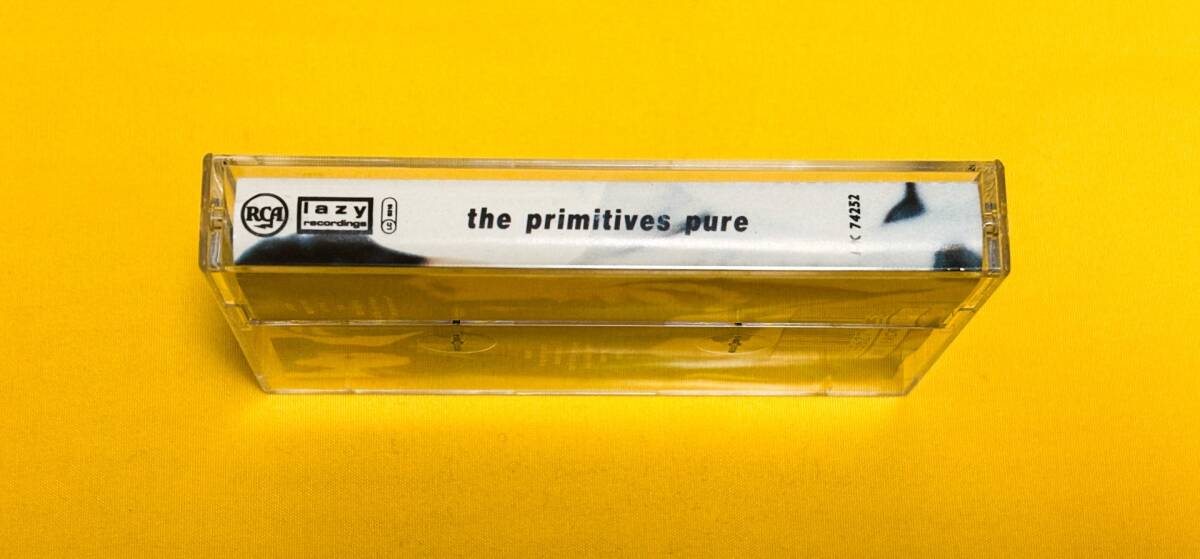 RCA
lazy
recordings
the primitives pure
74252